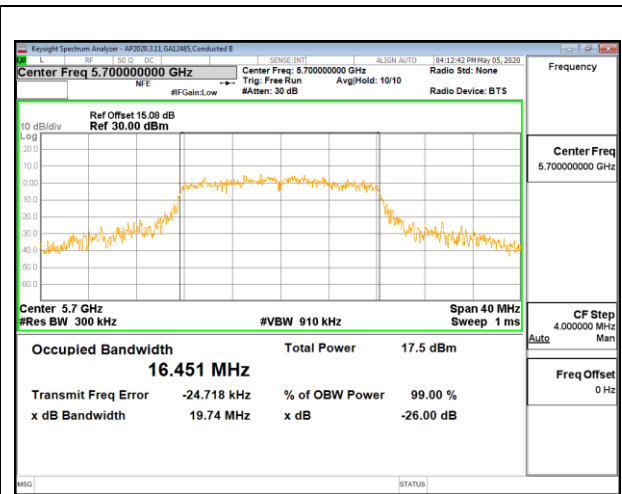 Keysight Spectrum Analyzer - AP2020.3.11,GA12485,Conducted B
L RF 50 Ω DC SENSE:INT ALIGN AUTO 04:12:42 PM May 05, 2020
Center Freq 5.700000000 GHz Center Freq: 5.700000000 GHz Radio Std: None Frequency
NFE Trig: Free Run Avg|Hold: 10/10
#IFGain:Low #Atten: 30 dB Radio Device: BTS
Ref Offset 15.08 dB
10 dB/div Ref 30.00 dBm
Log
20.0
10.0
0.00
-10.0
-20.0
-30.0
-40.0
-50.0
-60.0
Center Freq
5.700000000 GHz
Center 5.7 GHz Span 40 MHz
#Res BW 300 kHz #VBW 910 kHz Sweep 1 ms
CF Step
4.000000 MHz
Auto Man
Occupied Bandwidth Total Power 17.5 dBm
16.451 MHz
Freq Offset
0 Hz
Transmit Freq Error -24.718 kHz % of OBW Power 99.00 %
x dB Bandwidth 19.74 MHz x dB -26.00 dB
MSG STATUS